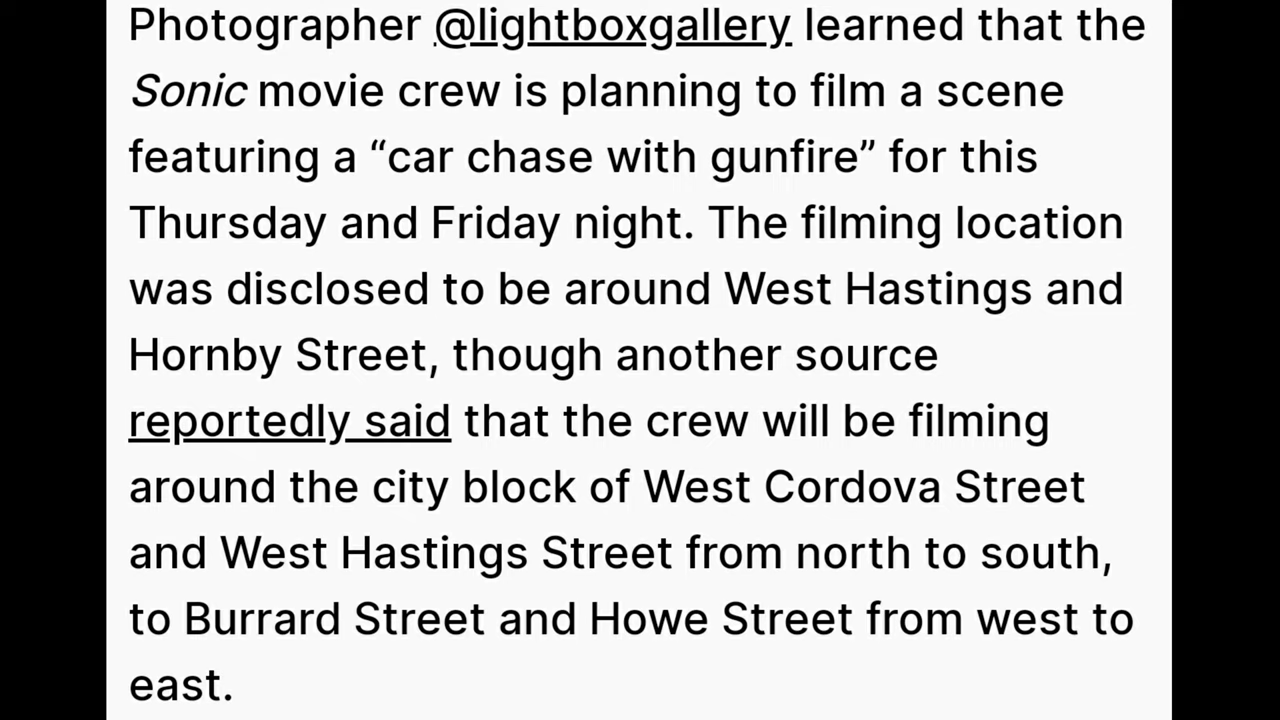 Photographer @lightboxgallery learned that the
Sonic movie crew is planning to film a scene
featuring a “car chase with gunfire” for this
Thursday and Friday night. The filming location
was disclosed to be around West Hastings and
Hornby Street, though another source
reportedly said that the crew will be filming
around the city block of West Cordova Street
and West Hastings Street from north to south,
to Burrard Street and Howe Street from west to
east.